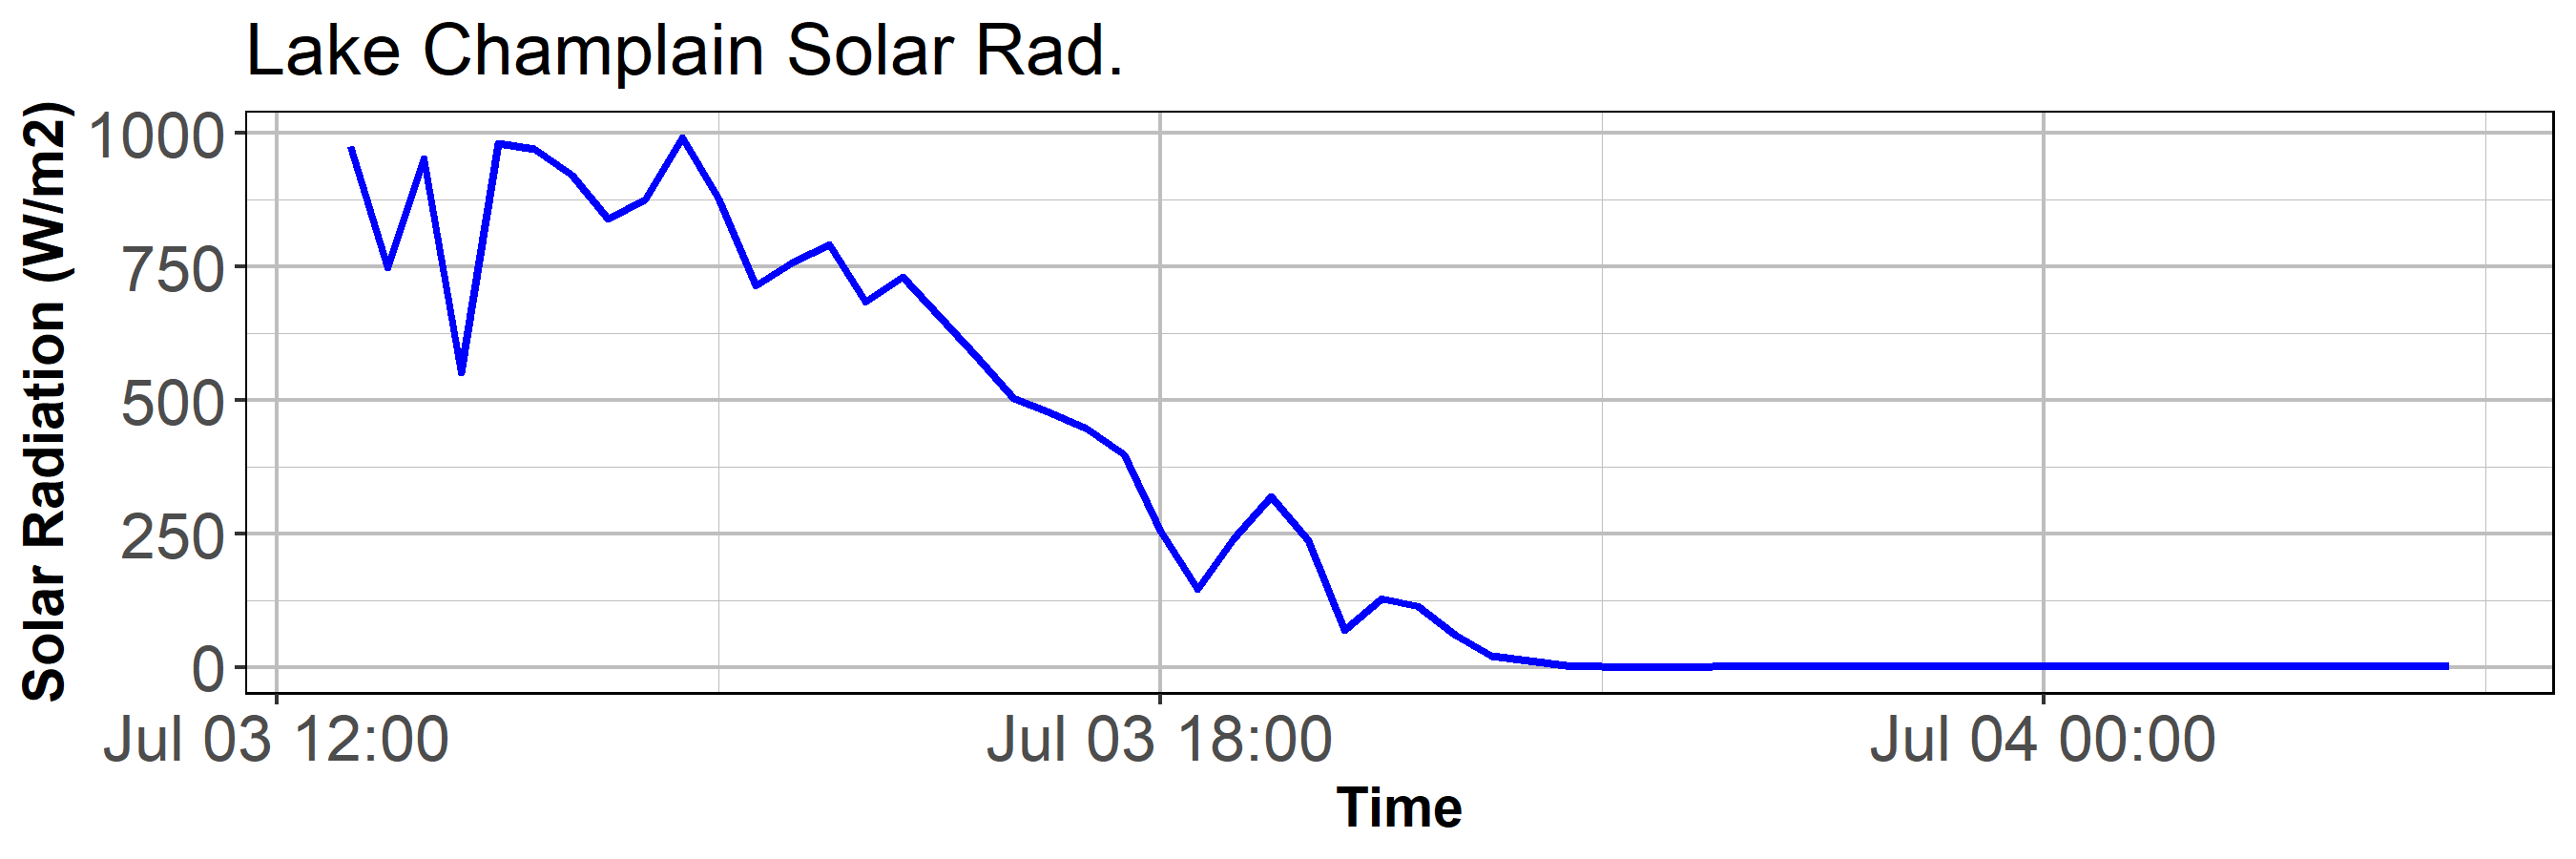 Lake Champlain Solar Rad.
Solar Radiation (W/m2)
1000
750
500
250
0
Jul 03 12:00
Jul 03 18:00
Jul 04 00:00
Time